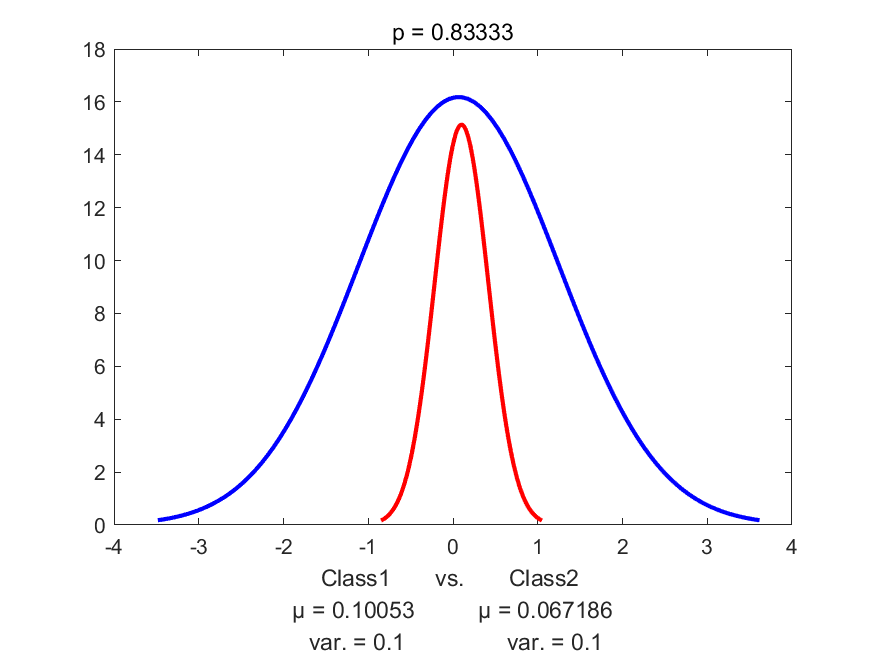 p = 0.83333
18
16
14
12
10
8
6
4
2
0
-4 -3 -2 -1 0 1 2 3 4
Class1 vs. Class2
μ = 0.10053 μ = 0.067186
var. = 0.1 var. = 0.1